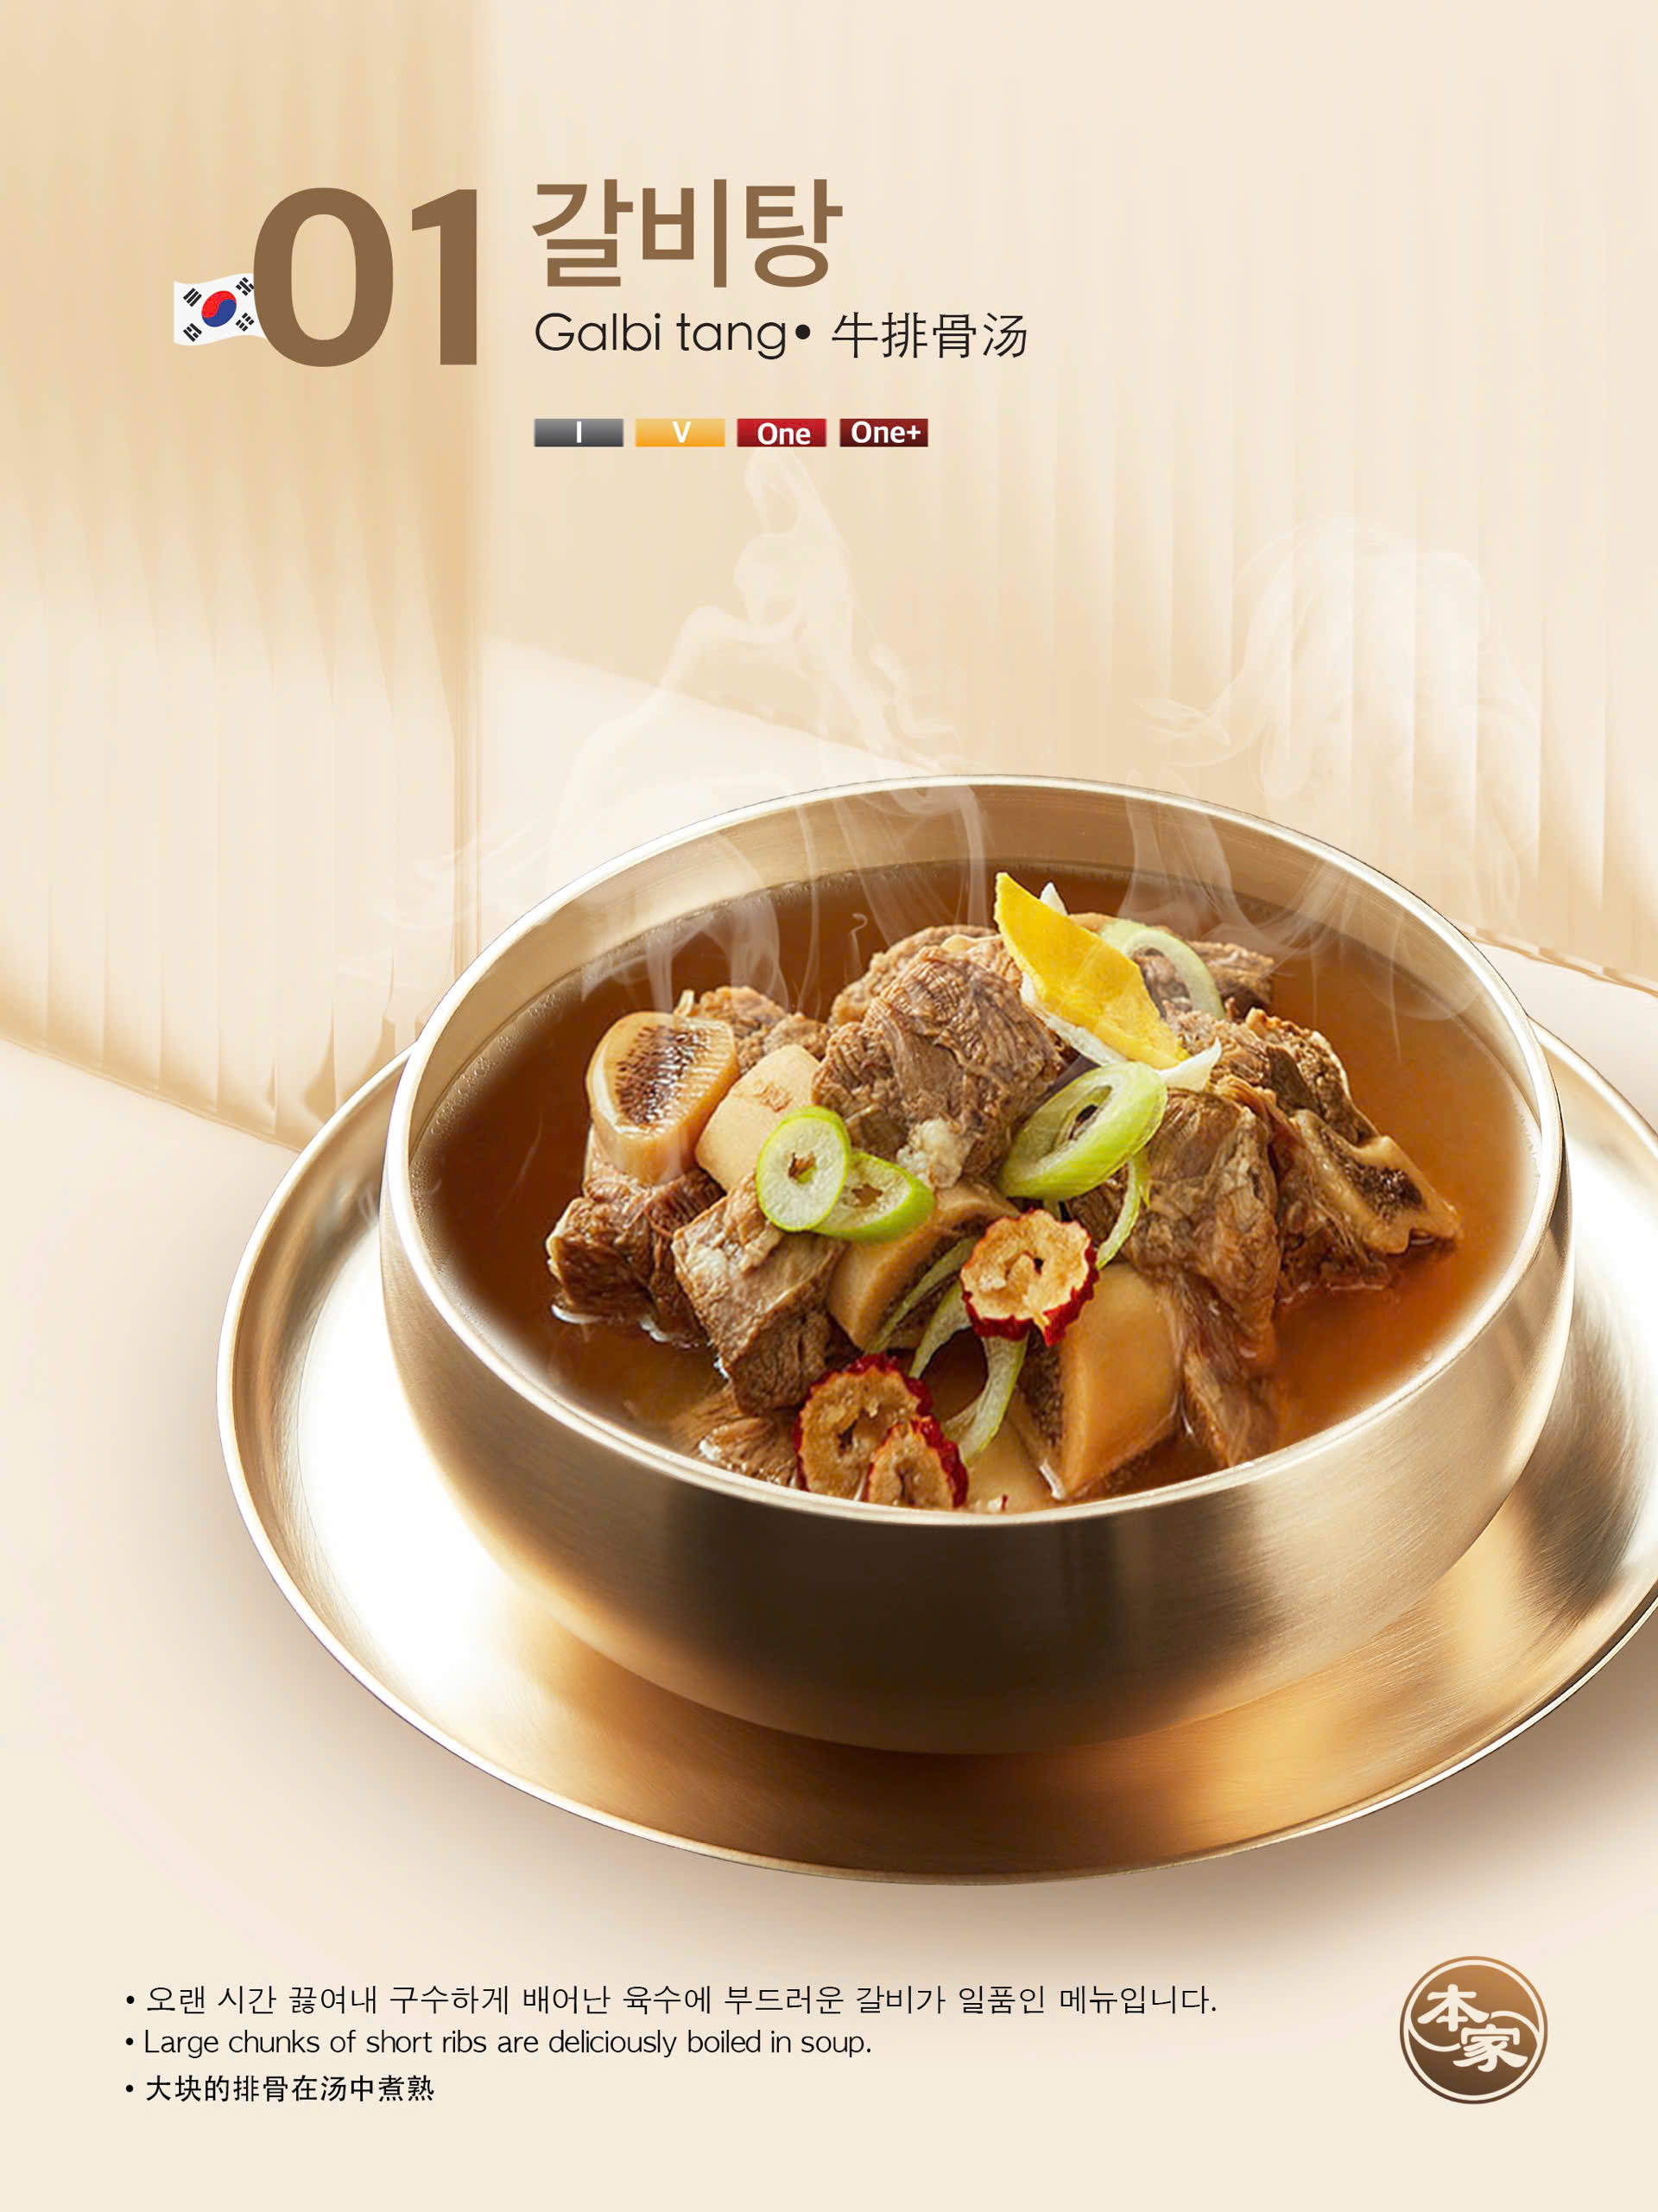 01 갈비탕
Galbi tang• 牛排骨汤
I V One One+
• 오랜 시간 끓여내 구수하게 배어난 육수에 부드러운 갈비가 일품인 메뉴입니다.
• Large chunks of short ribs are deliciously boiled in soup.
• 大块的排骨在汤中煮熟
本家